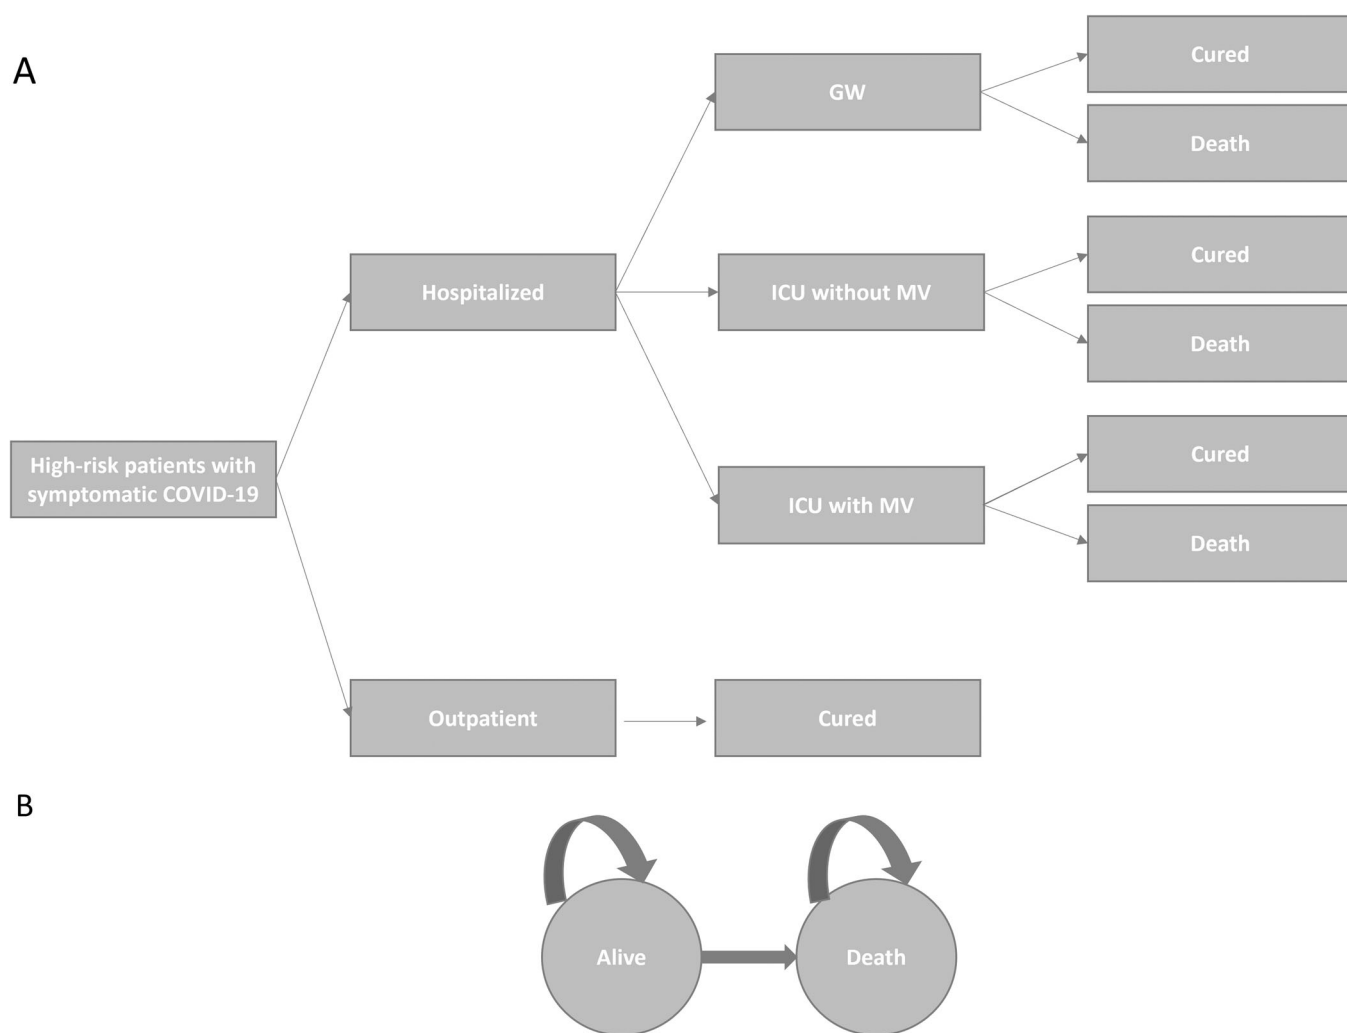 A
GW
Cured
Death
Hospitalized
ICU without MV
Cured
Death
High-risk patients with
symptomatic COVID-19
ICU with MV
Cured
Death
Outpatient
Cured
B
Alive
Death